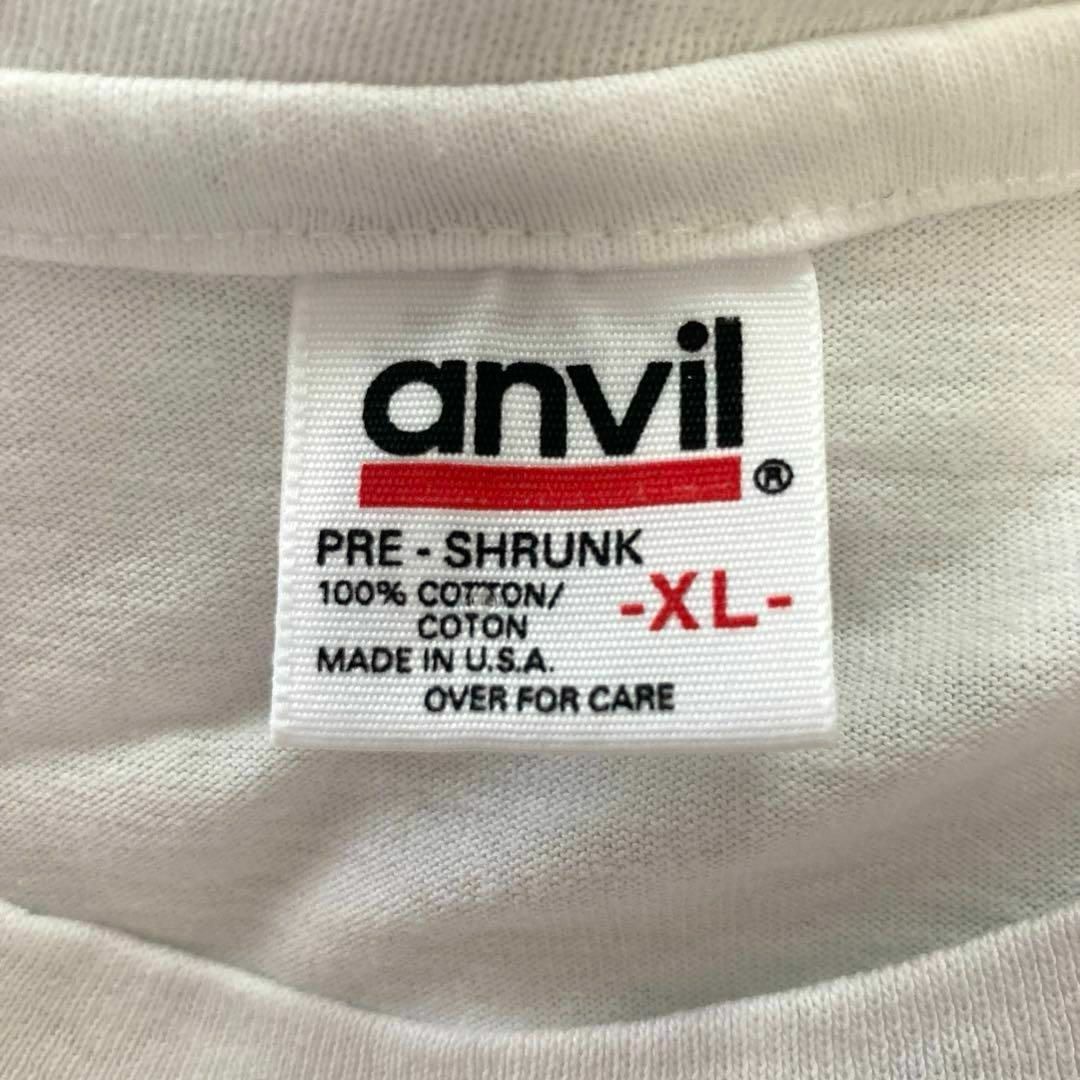 anvil®
PRE - SHRUNK
100% COTTON/
COTON
-XL-
MADE IN U.S.A.
OVER FOR CARE